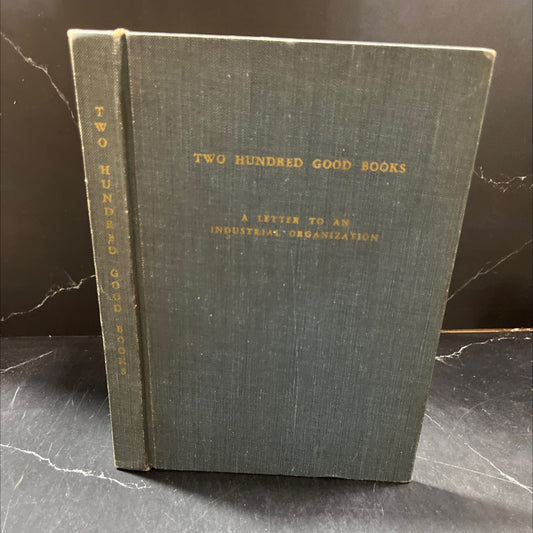 TWO HUNDRED GOOD BOOKS
TWO HUNDRED GOOD BOOKS
A LETTER TO AN
INDUSTRIAL ORGANIZATION